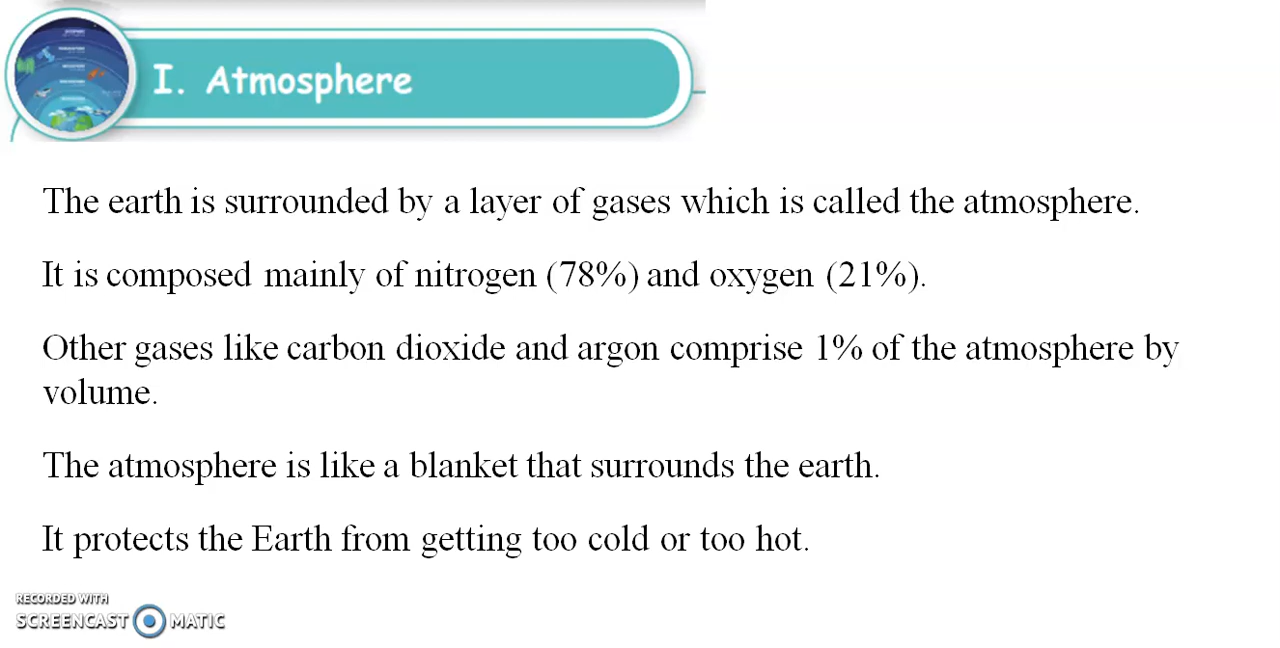 I. Atmosphere
The earth is surrounded by a layer of gases which is called the atmosphere.
It is composed mainly of nitrogen (78%) and oxygen (21%).
Other gases like carbon dioxide and argon comprise 1% of the atmosphere by
volume.
The atmosphere is like a blanket that surrounds the earth.
It protects the Earth from getting too cold or too hot.
RECORDED WITH
SCREENCAST MATIC